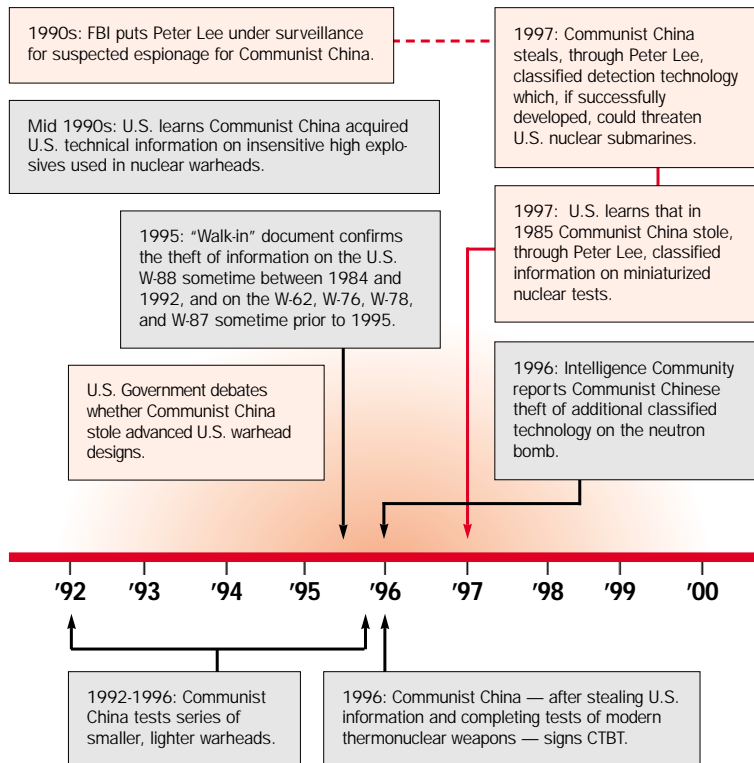 1990s: FBI puts Peter Lee under surveillance
for suspected espionage for Communist China.
1997: Communist China
steals, through Peter Lee,
classified detection technology
which, if successfully
developed, could threaten
U.S. nuclear submarines.
Mid 1990s: U.S. learns Communist China acquired
U.S. technical information on insensitive high explo-
sives used in nuclear warheads.
1997: U.S. learns that in
1985 Communist China stole,
through Peter Lee, classified
information on miniaturized
nuclear tests.
1995: “Walk-in” document confirms
the theft of information on the U.S.
W-88 sometime between 1984 and
1992, and on the W-62, W-76, W-78,
and W-87 sometime prior to 1995.
1996: Intelligence Community
reports Communist Chinese
theft of additional classified
technology on the neutron
bomb.
U.S. Government debates
whether Communist China
stole advanced U.S. warhead
designs.
’92 ’93 ’94 ’95 ’96 ’97 ’98 ’99 ’00
1992-1996: Communist
China tests series of
smaller, lighter warheads.
1996: Communist China — after stealing U.S.
information and completing tests of modern
thermonuclear weapons — signs CTBT.